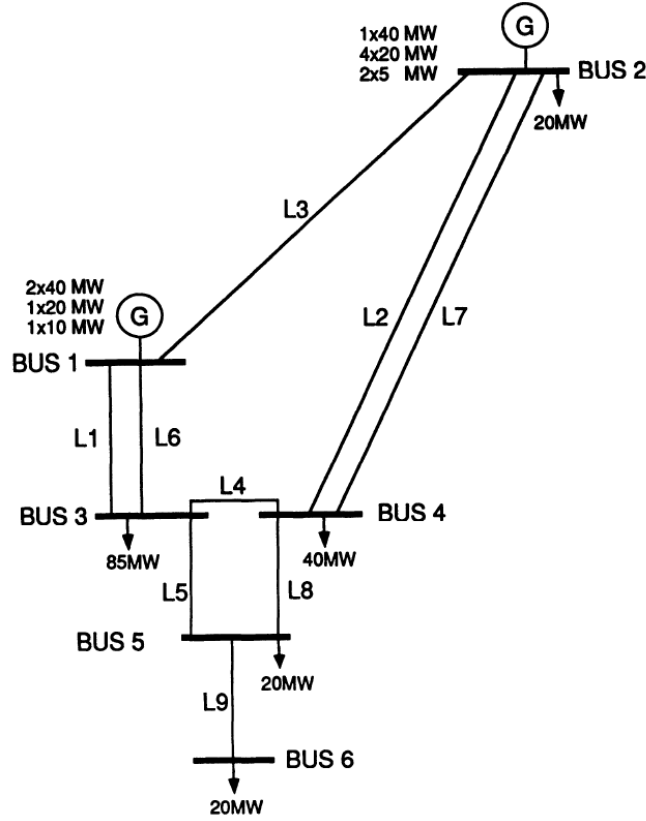 1x40 MW
4x20 MW
2x5 MW
G
BUS 2
20MW
L3
2x40 MW
1x20 MW
1x10 MW
G
L2
L7
BUS 1
L1
L6
L4
BUS 3
BUS 4
85MW
40MW
L5
L8
BUS 5
20MW
L9
BUS 6
20MW